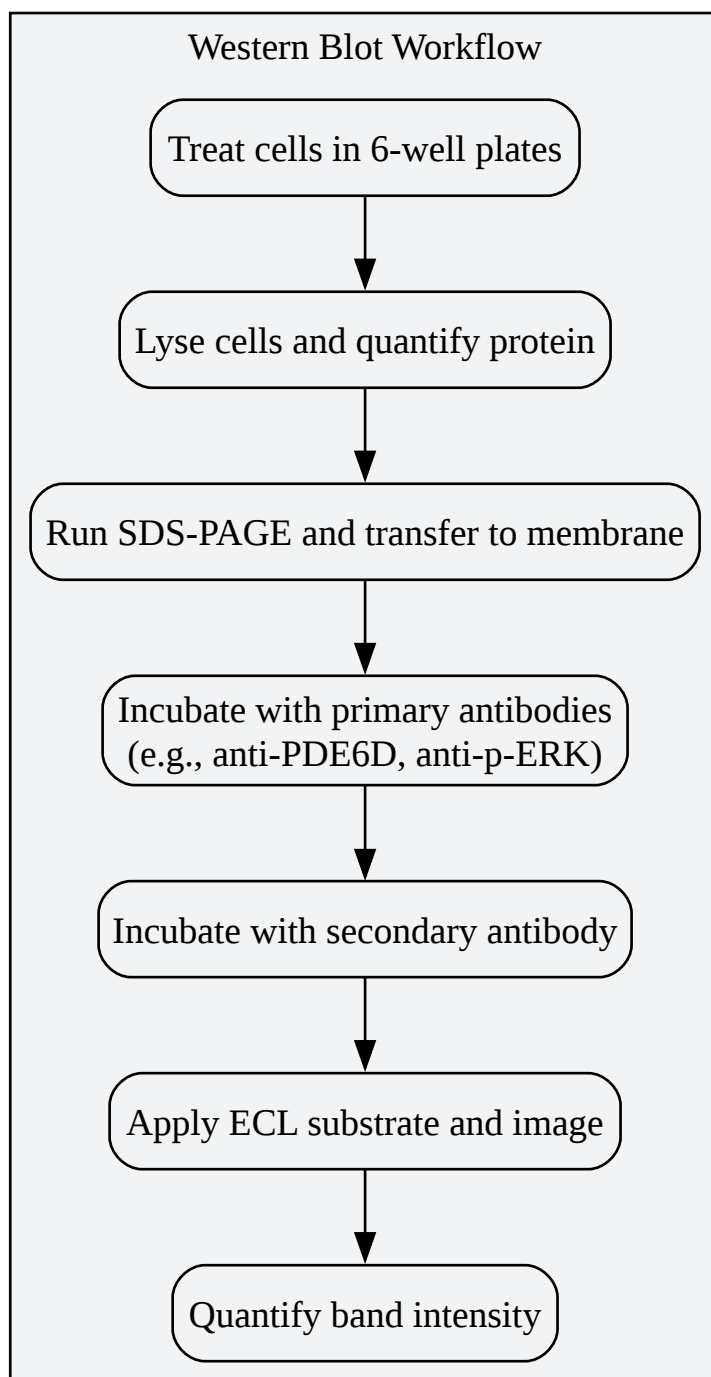 Western Blot Workflow
Treat cells in 6-well plates
Lyse cells and quantify protein
Run SDS-PAGE and transfer to membrane
Incubate with primary antibodies
(e.g., anti-PDE6D, anti-p-ERK)
Incubate with secondary antibody
Apply ECL substrate and image
Quantify band intensity